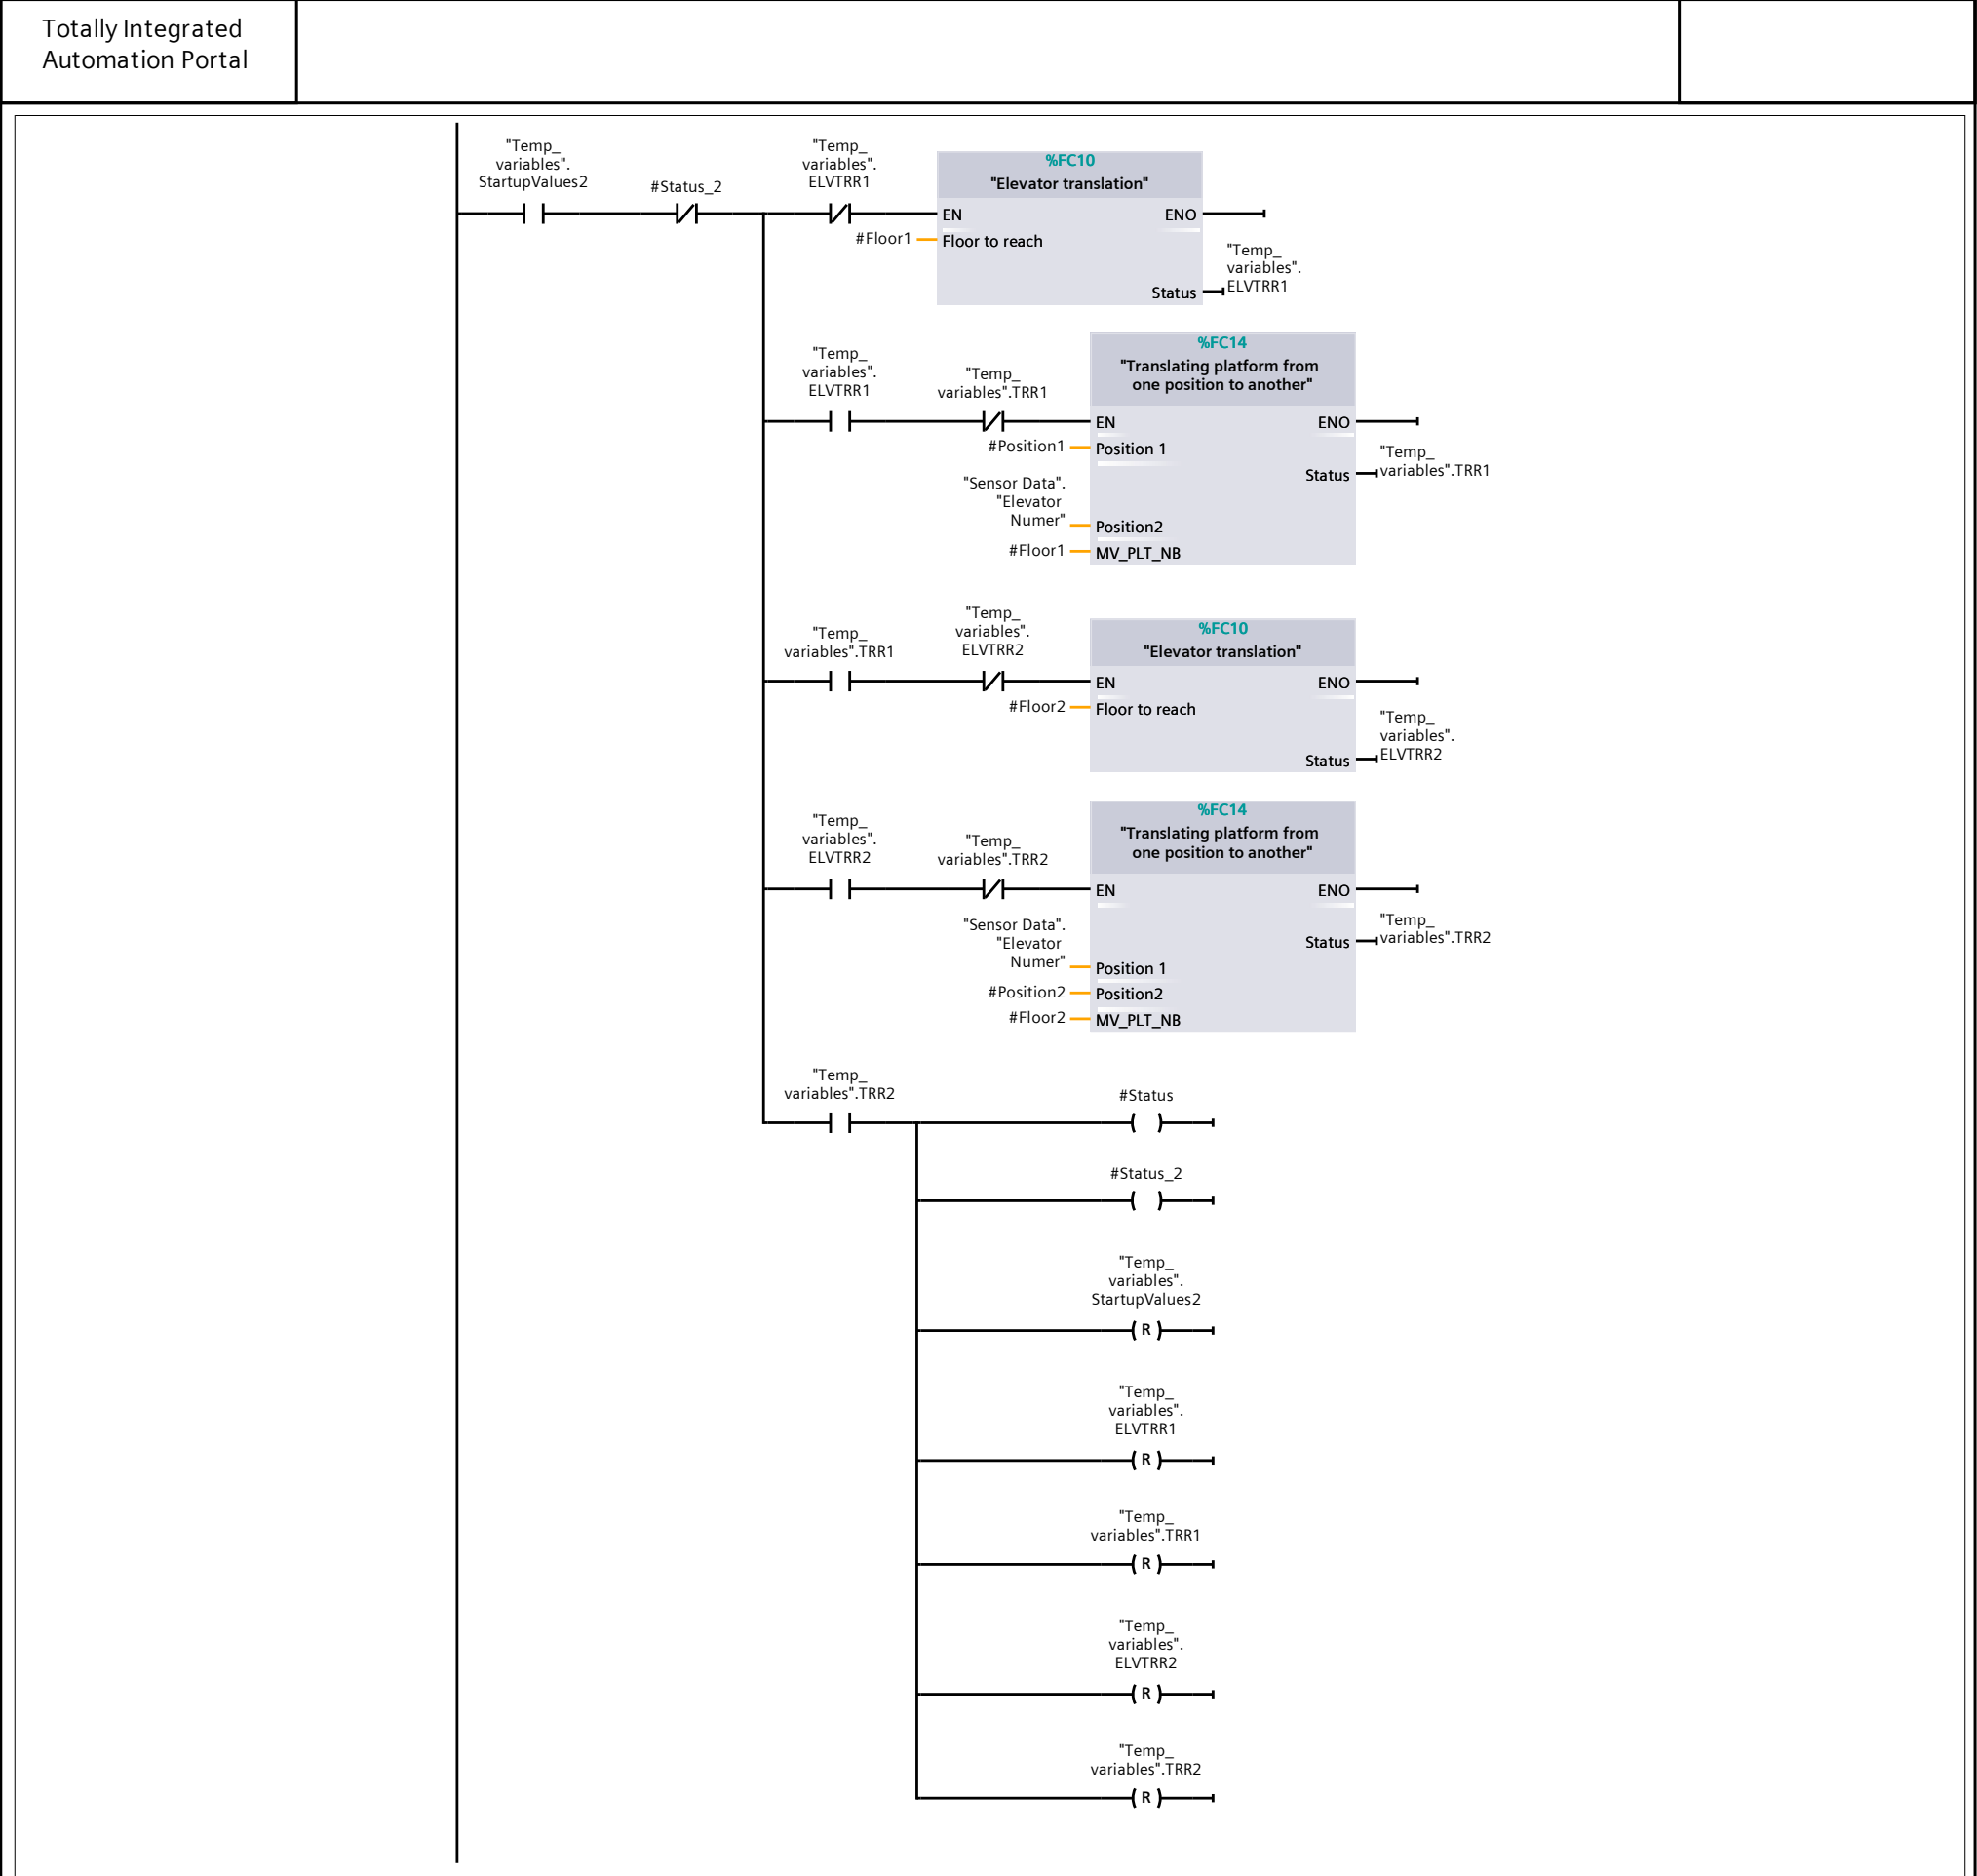 Totally Integrated
Automation Portal
"Temp_
variables".
StartupValues2
#Status_2
"Temp_
variables".
ELVTRR1
%FC10
"Elevator translation"
EN
ENO
#Floor1
Floor to reach
"Temp_
variables".
ELVTRR1
Status
"Temp_
variables".
ELVTRR1
"Temp_
variables".TRR1
%FC14
"Translating platform from
one position to another"
EN
ENO
#Position1
Position 1
"Temp_
variables".TRR1
Status
"Sensor Data".
"Elevator
Numer"
Position2
#Floor1
MV_PLT_NB
"Temp_
variables".TRR1
"Temp_
variables".
ELVTRR2
%FC10
"Elevator translation"
EN
ENO
#Floor2
Floor to reach
"Temp_
variables".
ELVTRR2
Status
"Temp_
variables".
ELVTRR2
"Temp_
variables".TRR2
%FC14
"Translating platform from
one position to another"
EN
ENO
"Temp_
variables".TRR2
Status
"Sensor Data".
"Elevator
Numer"
Position 1
#Position2
Position2
#Floor2
MV_PLT_NB
"Temp_
variables".TRR2
#Status
#Status_2
"Temp_
variables".
StartupValues2
R
"Temp_
variables".
ELVTRR1
R
"Temp_
variables".TRR1
R
"Temp_
variables".
ELVTRR2
R
"Temp_
variables".TRR2
R